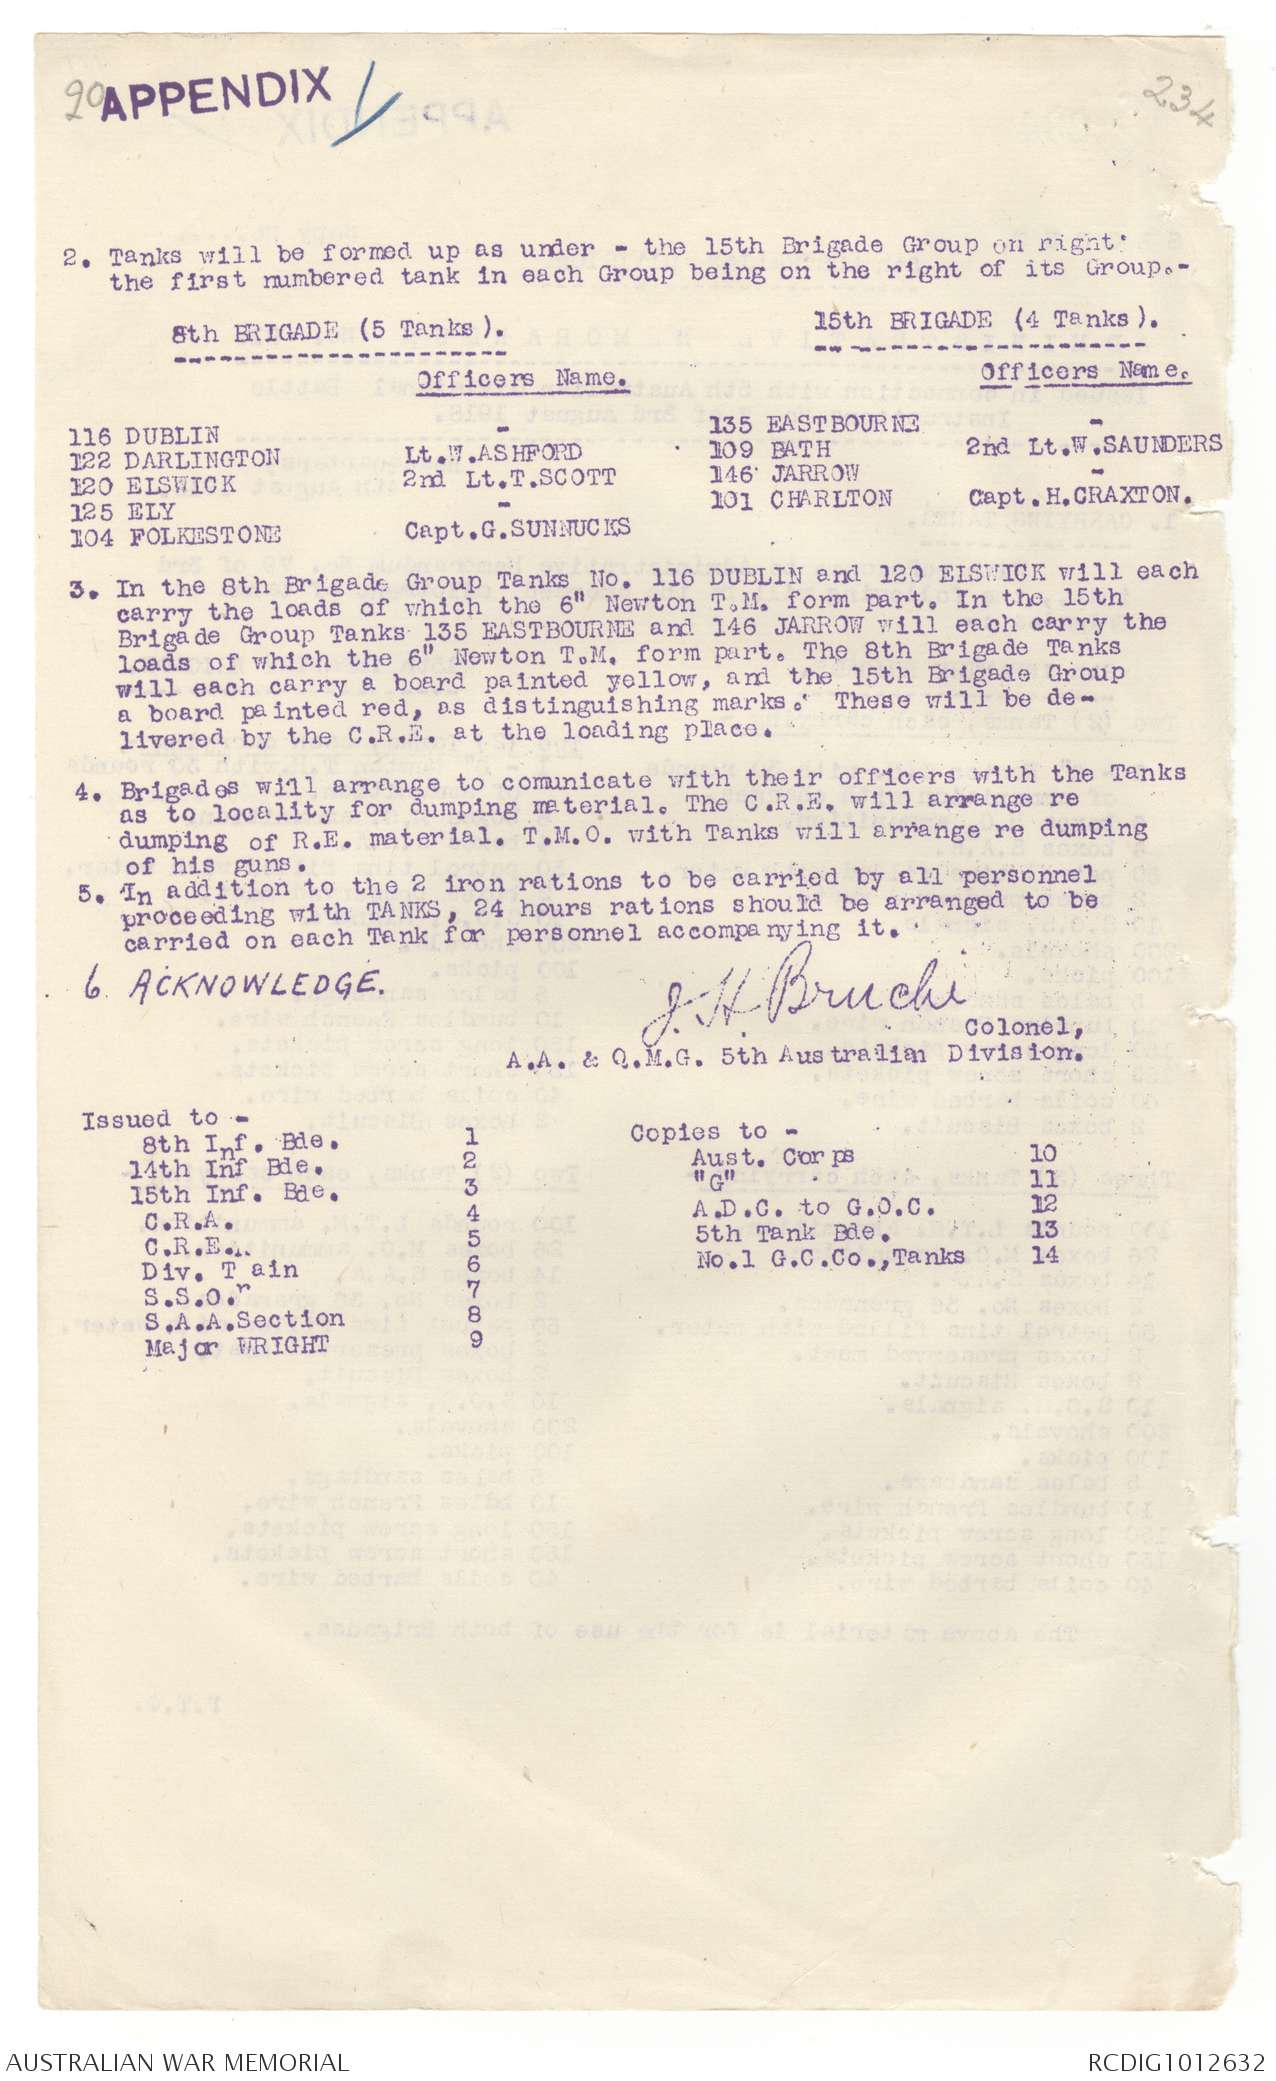 90 APPENDIX 1
234
2. Tanks will be formed up as under - the 15th Brigade Group on right;
the first numbered tank in each Group being on the right of its Group.-
8th BRIGADE (5 Tanks).
Officers Name.
116 DUBLIN -
122 DARLINGTON Lt.W.ASHFORD
120 ELSWICK 2nd Lt.T.SCOTT
125 ELY -
104 FOLKESTONE Capt.G.SUNNUCKS
15th BRIGADE (4 Tanks).
Officers Name.
135 EASTBOURNE -
109 BATH 2nd Lt.W.SAUNDERS
146 JARROW -
101 CHARLTON Capt.H.CRAXTON.
3. In the 8th Brigade Group Tanks No. 116 DUBLIN and 120 ELSWICK will each
carry the loads of which the 6" Newton T.M. form part. In the 15th
Brigade Group Tanks 135 EASTBOURNE and 146 JARROW will each carry the
loads of which the 6" Newton T.M. form part. The 8th Brigade Tanks
will each carry a board painted yellow, and the 15th Brigade Group
a board painted red, as distinguishing marks. These will be de-
livered by the C.R.E. at the loading place.
4. Brigades will arrange to comunicate with their officers with the Tanks
as to locality for dumping material. The C.R.E. will arrange re
dumping of R.E. material. T.M.O. with Tanks will arrange re dumping
of his guns.
5. In addition to the 2 iron rations to be carried by all personnel
proceeding with TANKS, 24 hours rations should be arranged to be
carried on each Tank for personnel accompanying it.
6 ACKNOWLEDGE.
J.H. Bruche
Colonel,
A.A. & Q.M.G. 5th Australian Division.
Issued to -
8th Inf. Bde. 1
14th Inf Bde. 2
15th Inf. Bde. 3
C.R.A. 4
C.R.E. 5
Div. Train 6
S.S.O. 7
S.A.A.Section 8
Major WRIGHT 9
Copies to -
Aust. Corps 10
"G" 11
A.D.C. to G.O.C. 12
5th Tank Bde. 13
No.1 G.C.Co.,Tanks 14
AUSTRALIAN WAR MEMORIAL
RCDIG1012632